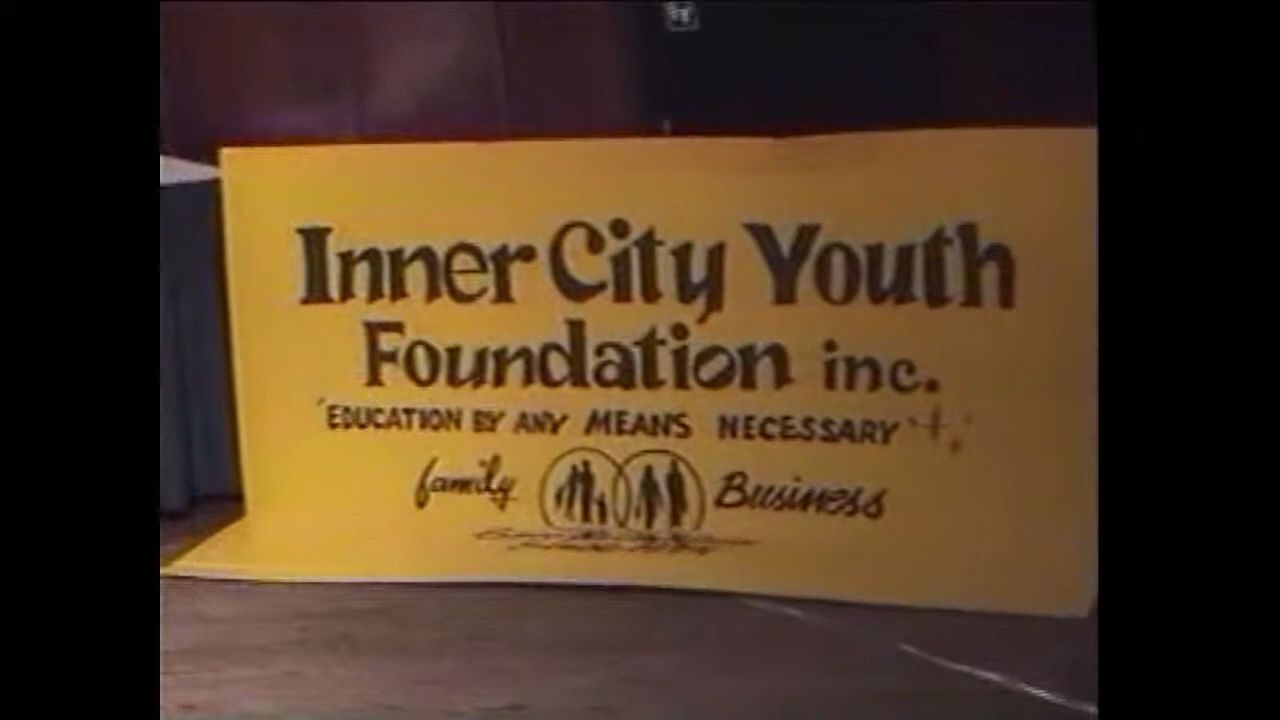 Inner City Youth
Foundation inc.
"EDUCATION BY ANY MEANS NECESSARY"
family Business